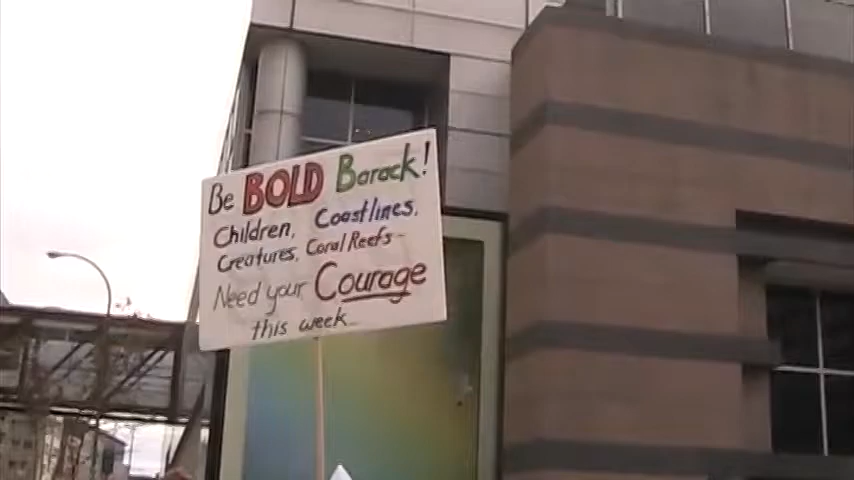 Be BOLD Barack!
Children, Coastlines,
Creatures, Coral Reefs-
Need your Courage
this week...